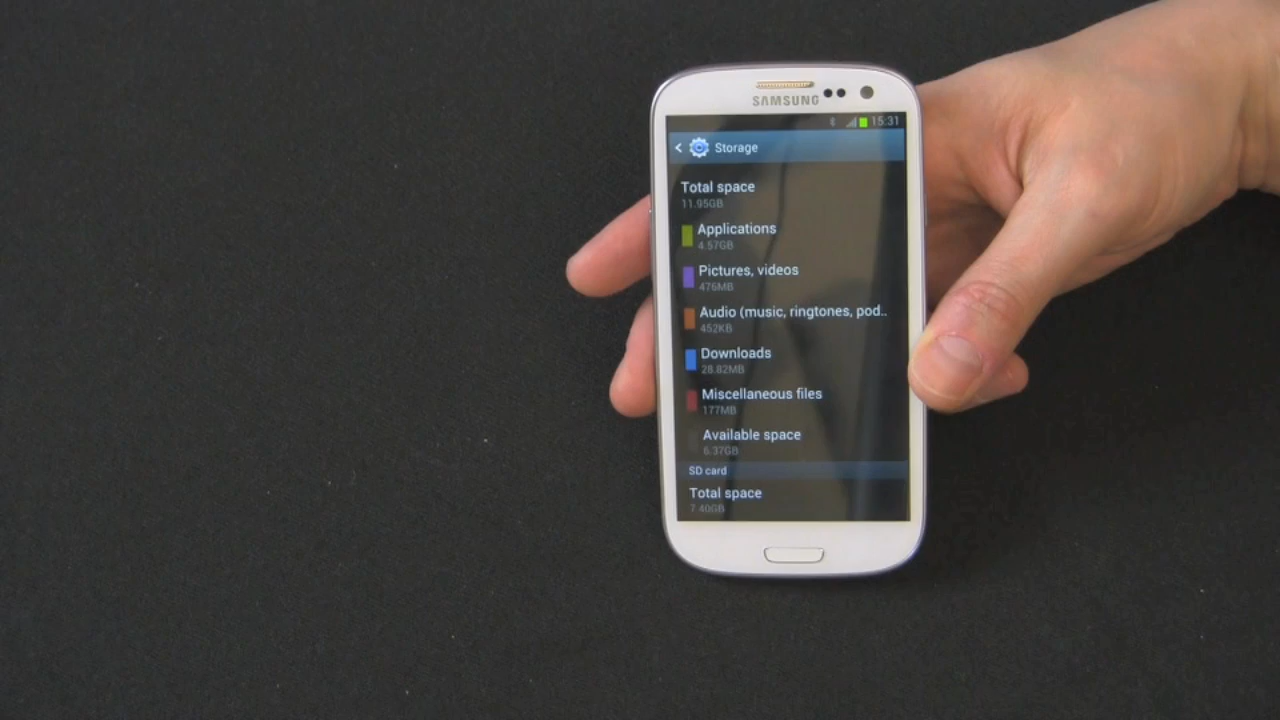 SAMSUNG
15:31
Storage
Total space
11.95GB
Applications
4.57GB
Pictures, videos
476MB
Audio (music, ringtones, pod..
452KB
Downloads
28.82MB
Miscellaneous files
177MB
Available space
6.37GB
SD card
Total space
7.40GB